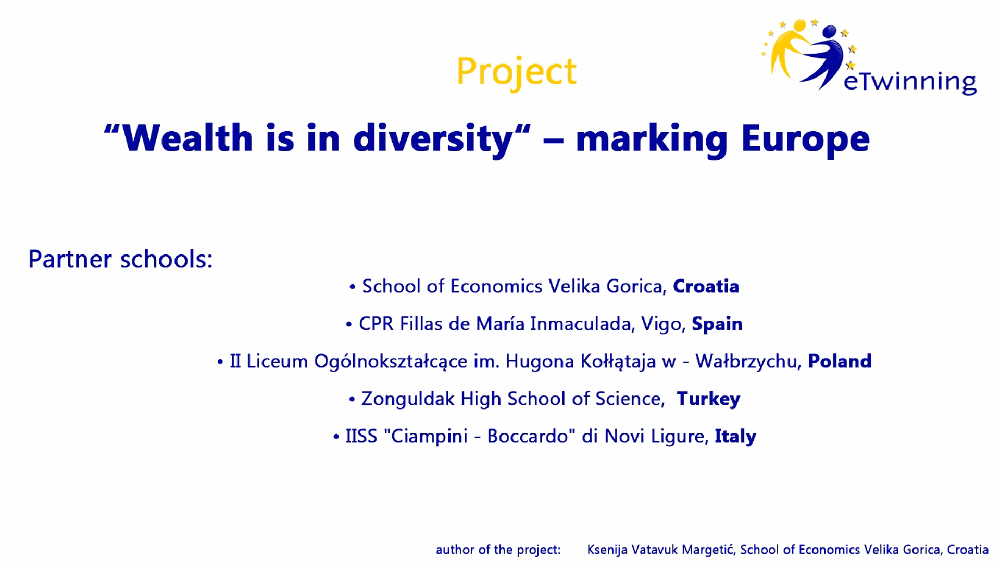 Project
eTwinning
“Wealth is in diversity“ – marking Europe
Partner schools:
• School of Economics Velika Gorica, Croatia
• CPR Fillas de María Inmaculada, Vigo, Spain
• II Liceum Ogólnokształcące im. Hugona Kołłątaja w - Wałbrzychu, Poland
• Zonguldak High School of Science, Turkey
• IISS "Ciampini - Boccardo" di Novi Ligure, Italy
author of the project: Ksenija Vatavuk Margetić, School of Economics Velika Gorica, Croatia